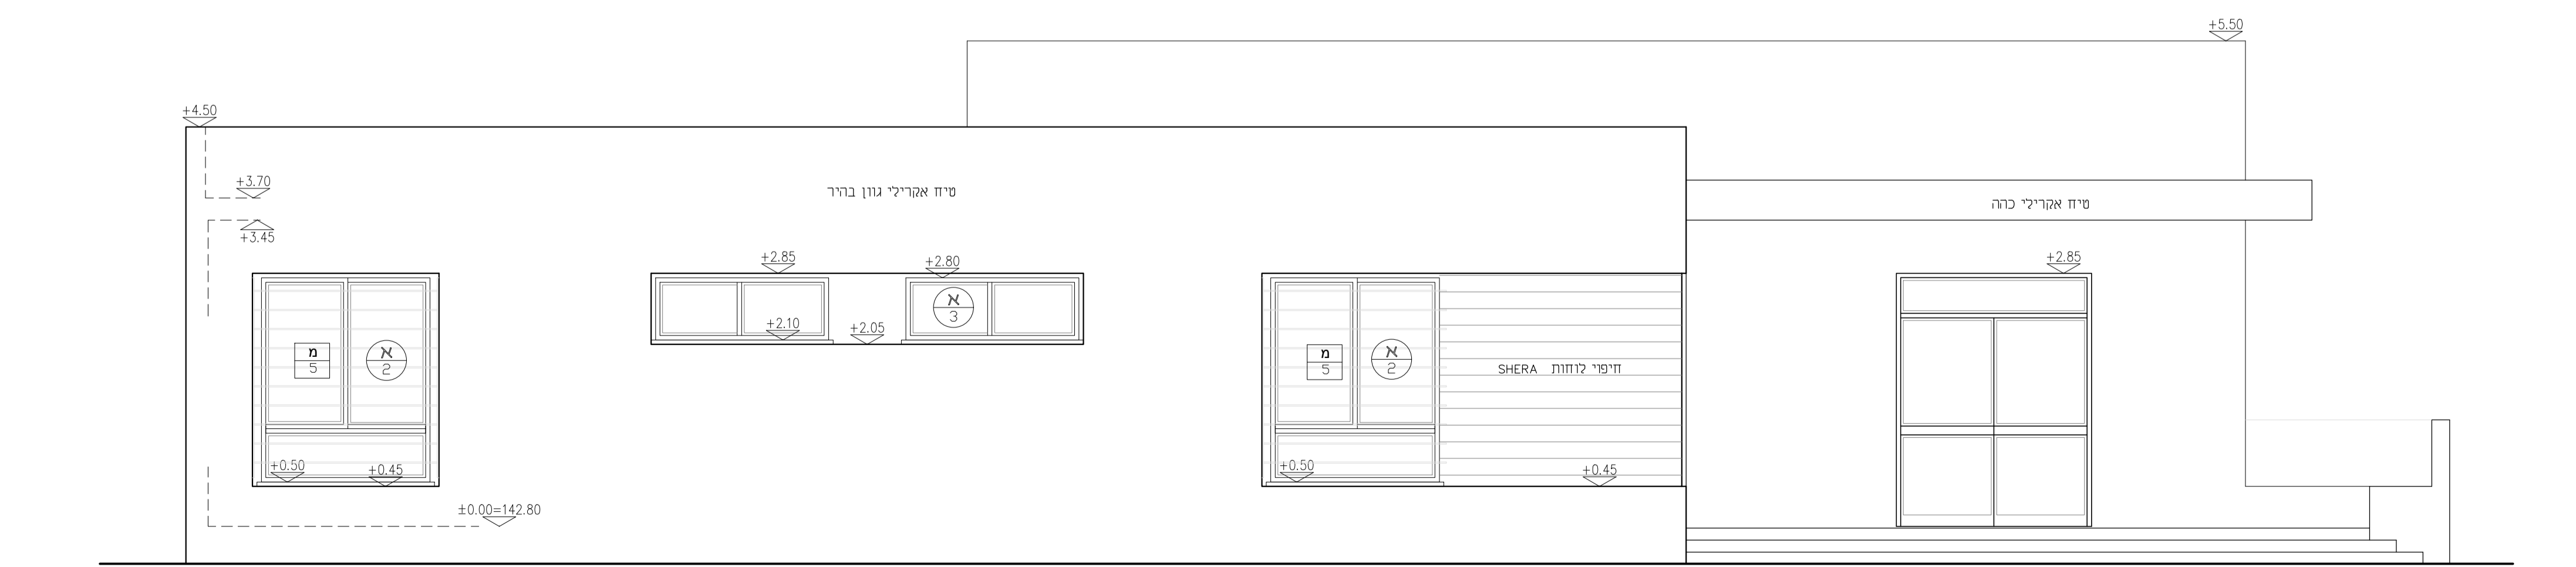 +5.50
+4.50
+3.70
טיח אקרילי גוון בהיר
טיח אקרילי כהה
+3.45
+2.85
+2.80
+2.85
א
3
+2.10
+2.05
מ
5
א
2
מ
5
א
2
חיפוי לוחות SHERA
+0.50
+0.45
+0.50
+0.45
±0.00=142.80